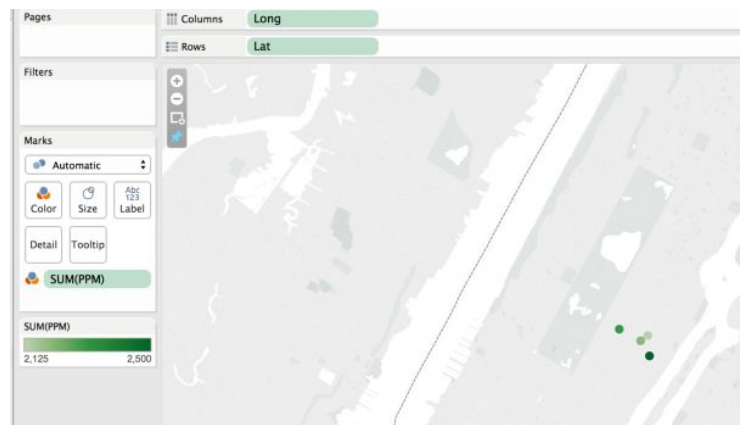 Pages
Columns
Long
Rows
Lat
Filters
Marks
Automatic
Color
Size
Abc
123
Label
Detail
Tooltip
SUM(PPM)
SUM(PPM)
2,125
2,500